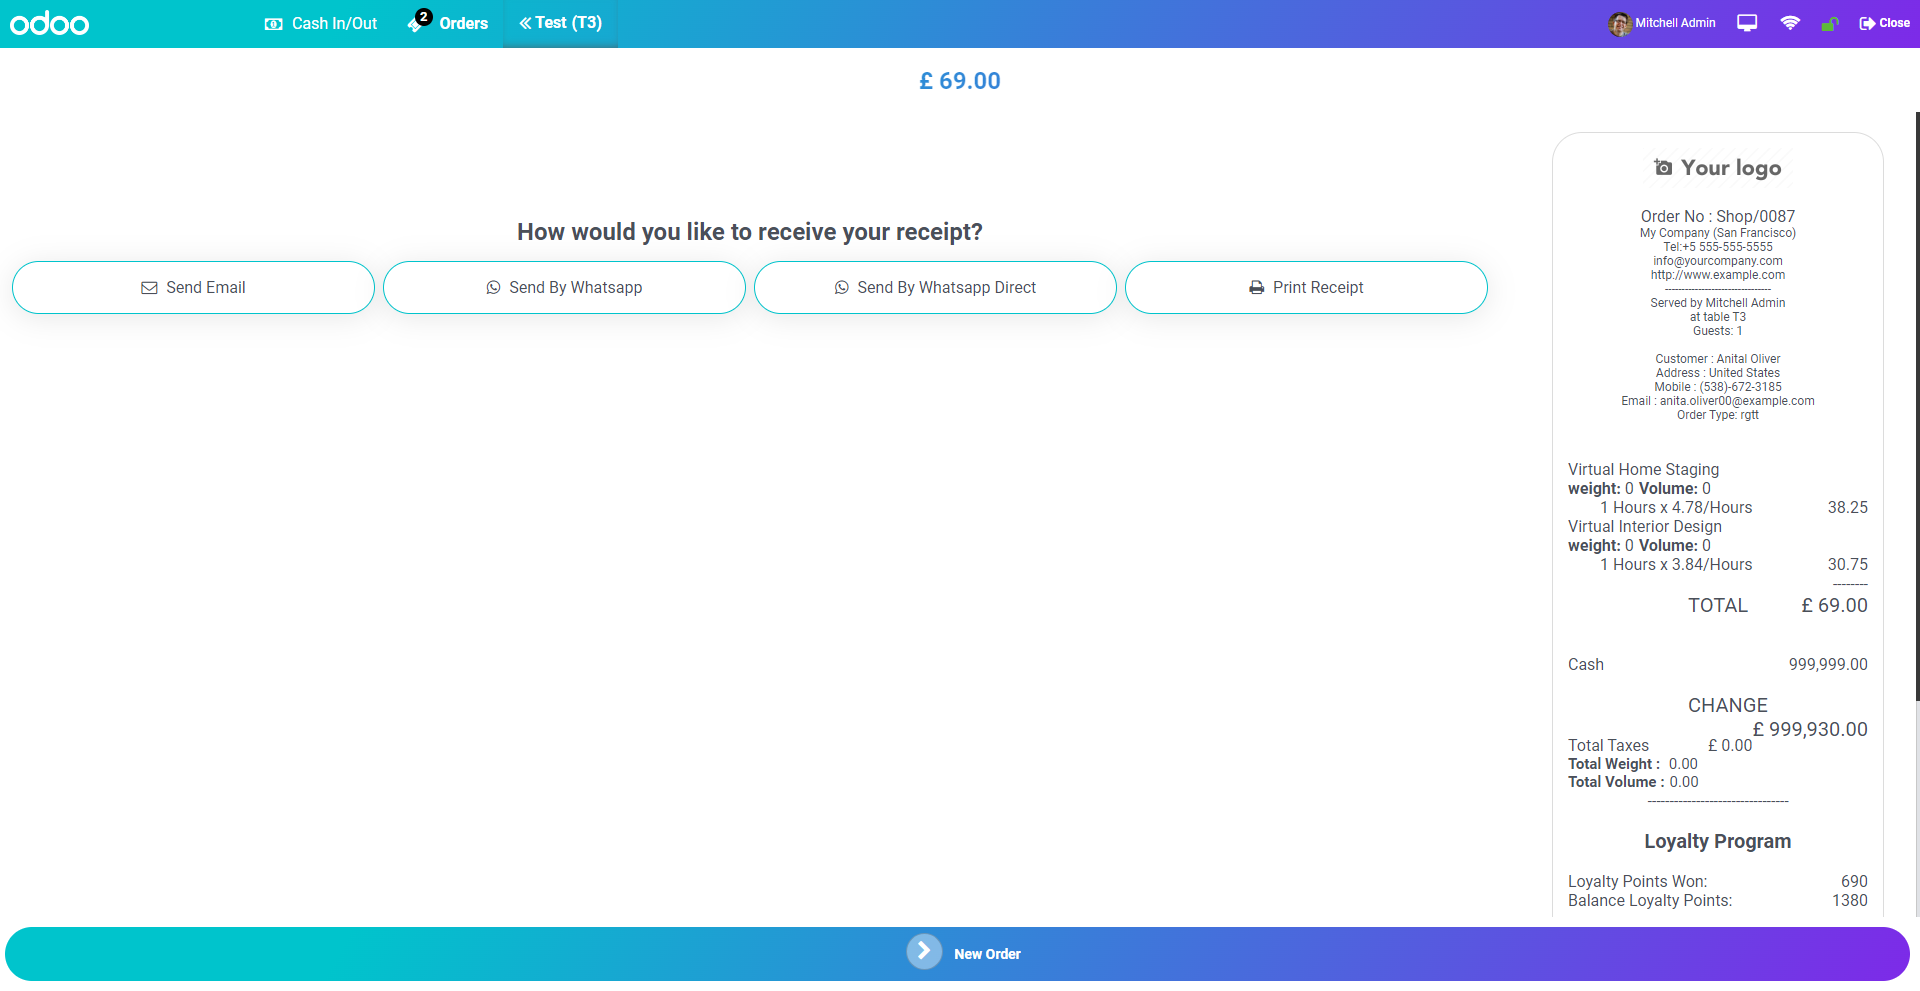 odoo
Cash In/Out
2
Orders
Test (T3)
Mitchell Admin
Close
£ 69.00
How would you like to receive your receipt?
Send Email
Send By Whatsapp
Send By Whatsapp Direct
Print Receipt
Your logo
Order No : Shop/0087
My Company (San Francisco)
Tel:+5 555-555-5555
info@yourcompany.com
http://www.example.com
--------------------------------
Served by Mitchell Admin
at table T3
Guests: 1
Customer : Anital Oliver
Address : United States
Mobile : (538)-672-3185
Email : anita.oliver00@example.com
Order Type: rgtt
Virtual Home Staging
weight: 0 Volume: 0
1 Hours x 4.78/Hours 38.25
Virtual Interior Design
weight: 0 Volume: 0
1 Hours x 3.84/Hours 30.75
--------
TOTAL £ 69.00
Cash 999,999.00
CHANGE
£ 999,930.00
Total Taxes £ 0.00
Total Weight : 0.00
Total Volume : 0.00
--------------------------------
Loyalty Program
Loyalty Points Won: 690
Balance Loyalty Points: 1380
New Order